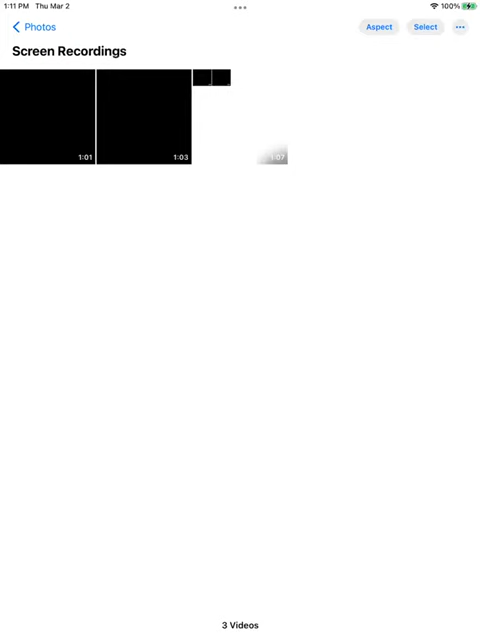 1:11 PM Thu Mar 2
100%
Photos
Aspect
Select
Screen Recordings
1:01
1:03
1:07
3 Videos